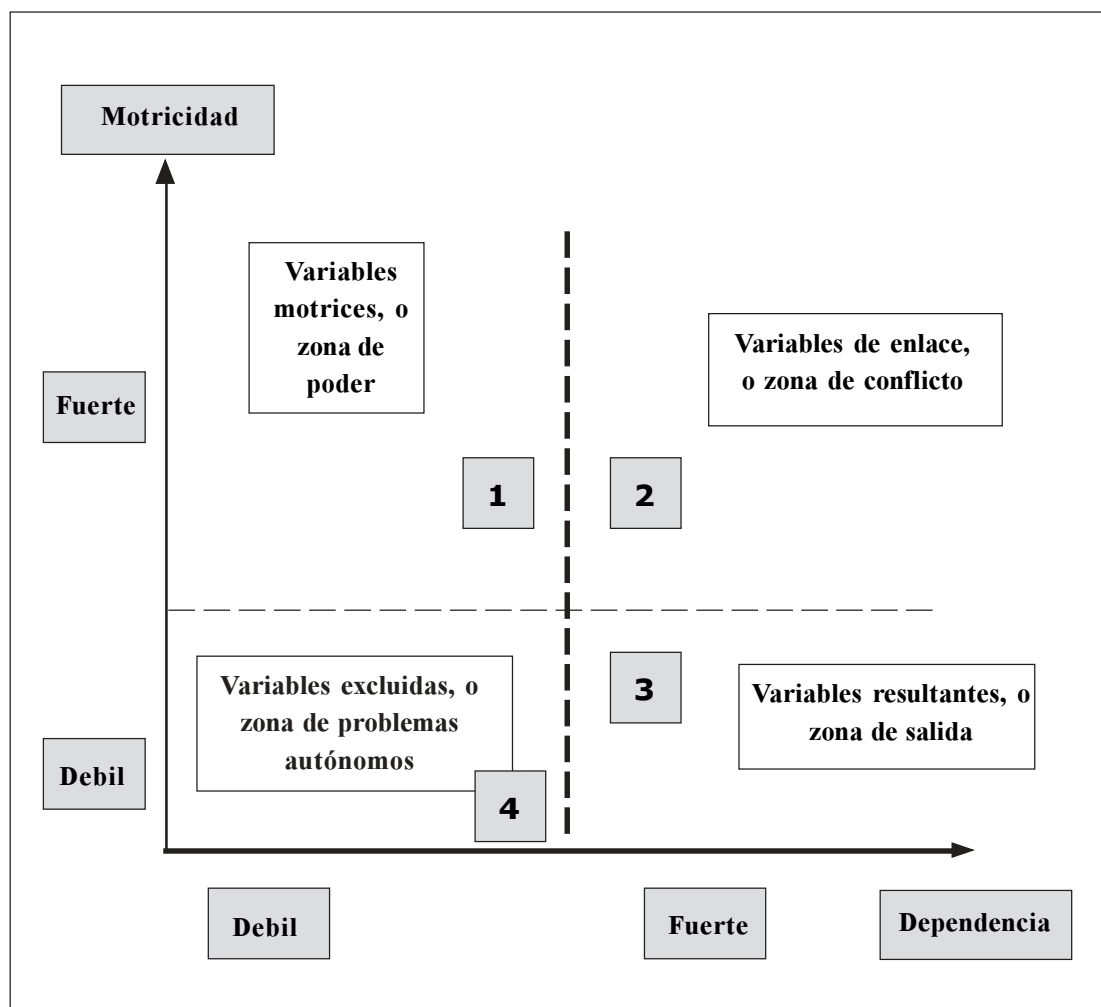 Motricidad
Variables
motrices, o
zona de
poder
Variables de enlace,
o zona de conflicto
Fuerte
1
2
Variables excluidas, o
zona de problemas
autónomos
3
Variables resultantes, o
zona de salida
Debil
4
Debil
Fuerte
Dependencia